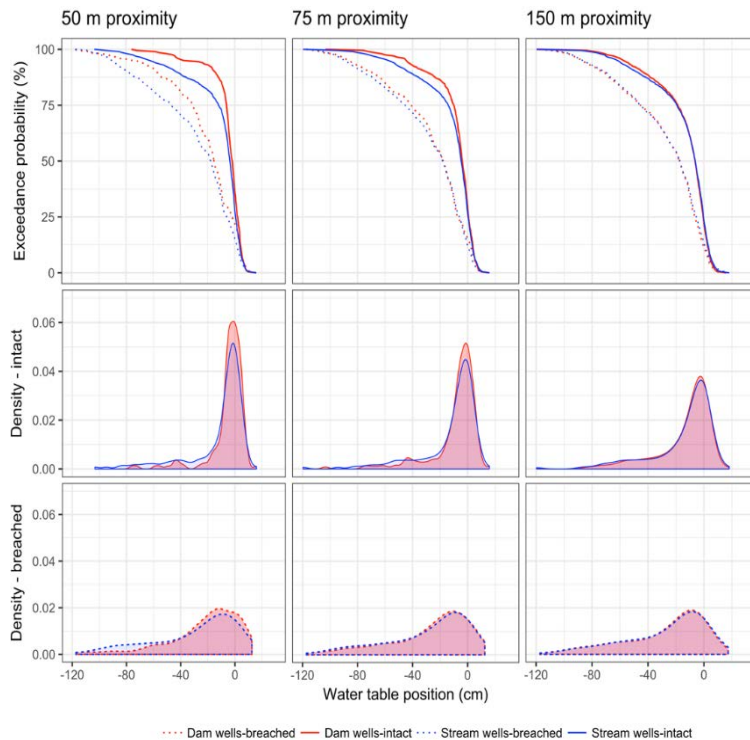 50 m proximity
75 m proximity
150 m proximity
Exceedance probability (%)
100
75
50
25
0
Density - intact
0.06
0.04
0.02
0.00
Density - breached
0.06
0.04
0.02
0.00
-120 -80 -40 0
-120 -80 -40 0
-120 -80 -40 0
Water table position (cm)
Dam wells-breached Dam wells-intact Stream wells-breached Stream wells-intact